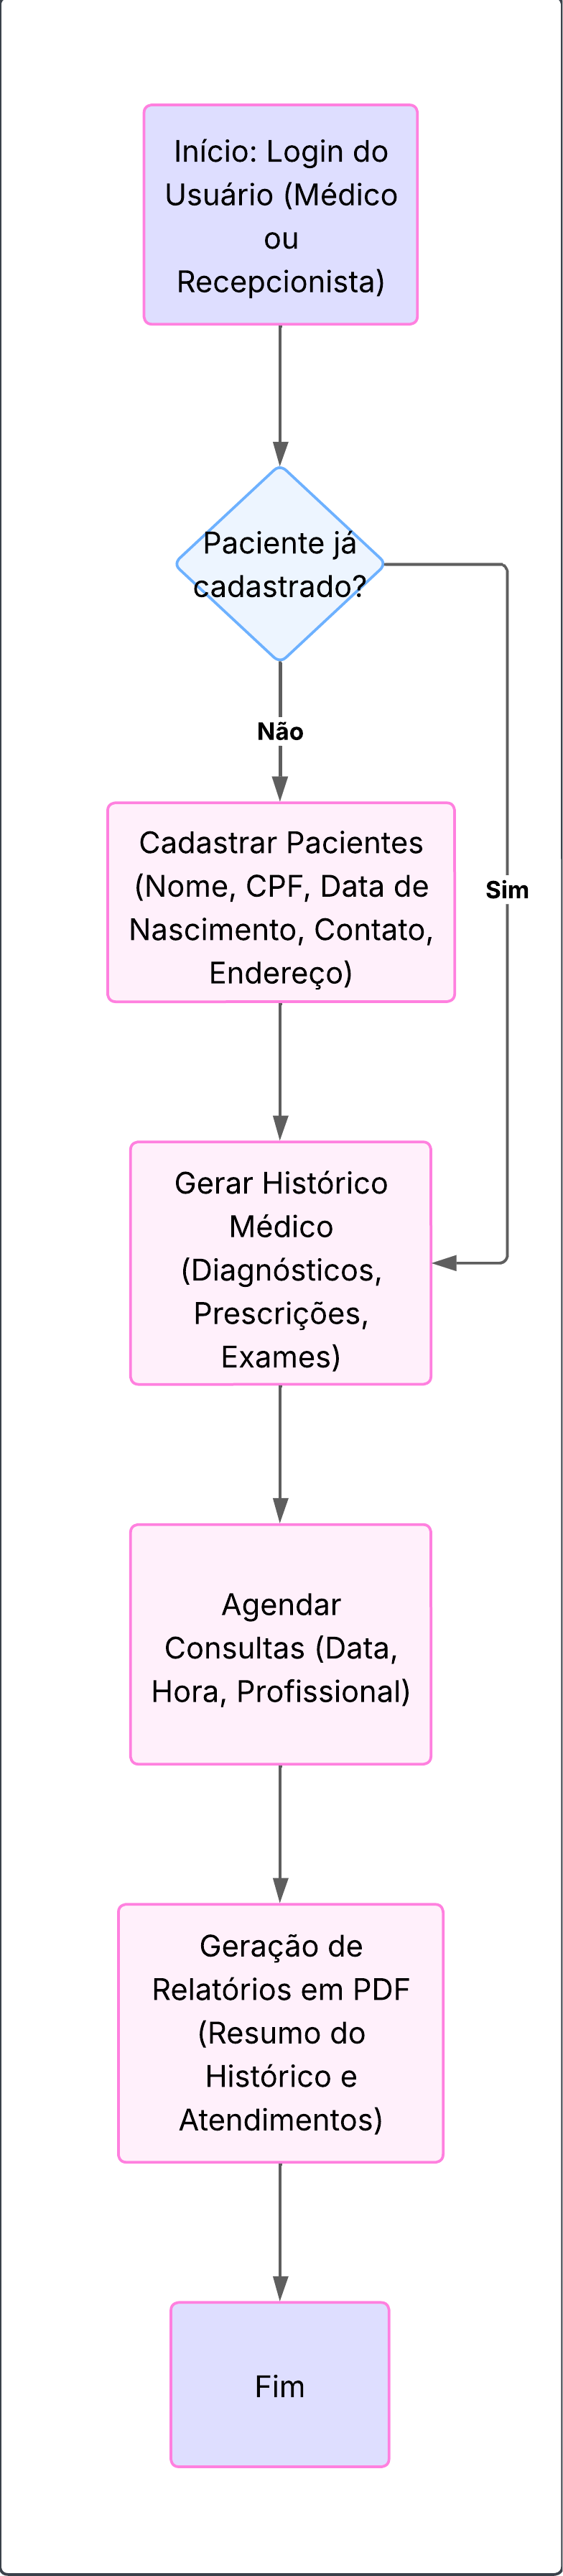 Início: Login do
Usuário (Médico
ou
Recepcionista)
Paciente já
cadastrado?
Não
Cadastrar Pacientes
(Nome, CPF, Data de
Nascimento, Contato,
Endereço)
Sim
Gerar Histórico
Médico
(Diagnósticos,
Prescrições,
Exames)
Agendar
Consultas (Data,
Hora, Profissional)
Geração de
Relatórios em PDF
(Resumo do
Histórico e
Atendimentos)
Fim